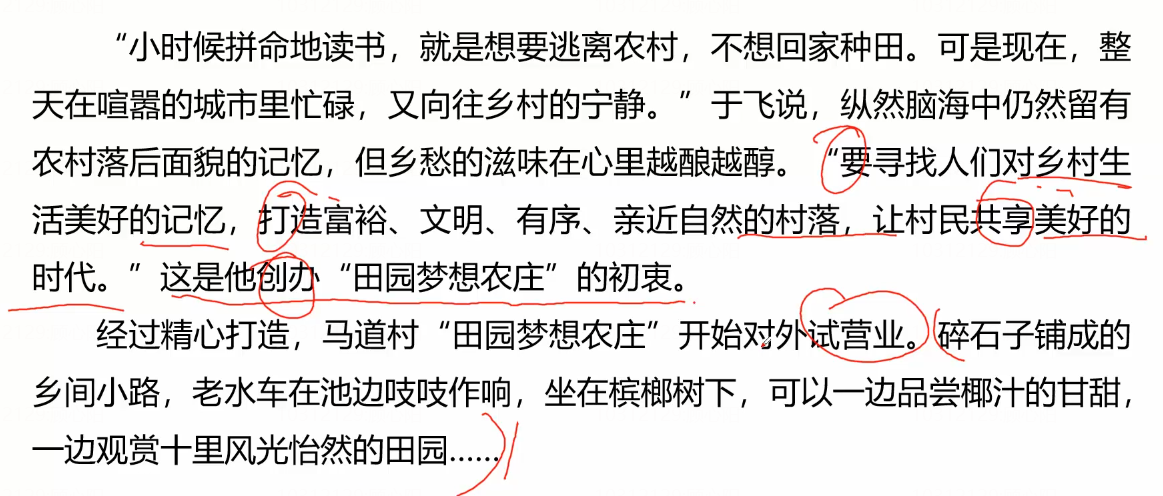 “小时候拼命地读书，就是想要逃离农村，不想回家种田。可是现在，整
天在喧嚣的城市里忙碌，又向往乡村的宁静。”于飞说，纵然脑海中仍然留有
农村落后面貌的记忆，但乡愁的滋味在心里越酿越醇。“要寻找人们对乡村生
活美好的记忆，打造富裕、文明、有序、亲近自然的村落，让村民共享美好的
时代。”这是他创办“田园梦想农庄”的初衷。
经过精心打造，马道村“田园梦想农庄”开始对外试营业。碎石子铺成的
乡间小路，老水车在池边吱吱作响，坐在槟榔树下，可以一边品尝椰汁的甘甜，
一边观赏十里风光怡然的田园……